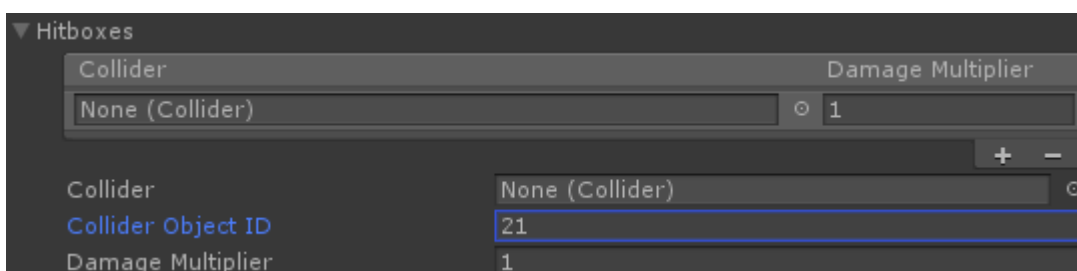 Hitboxes
Collider Damage Multiplier
None (Collider) 1
+ −
Collider None (Collider)
Collider Object ID 21
Damage Multiplier 1